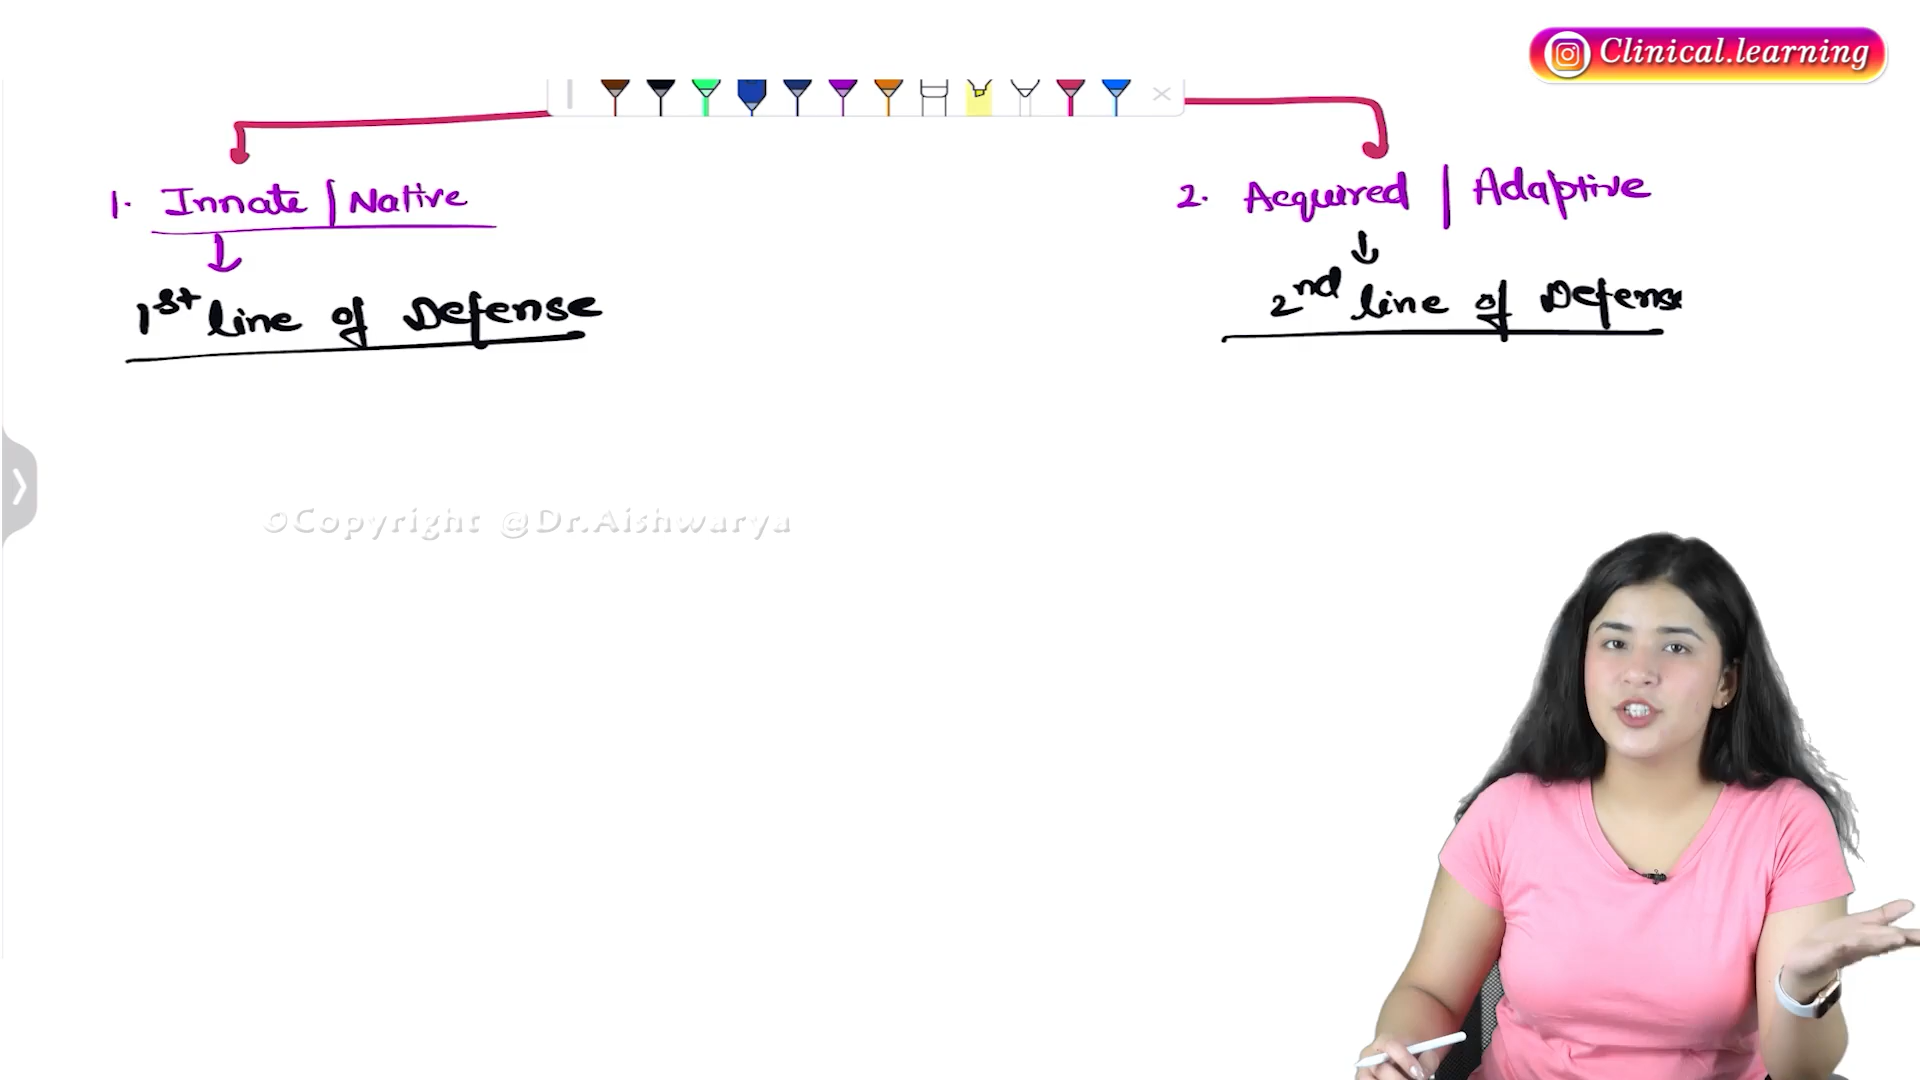 Clinical.learning
1. Innate | Native
2. Acquired | Adaptive
1st line of Defense
2nd line of Defense
©Copyright @Dr.Aishwarya